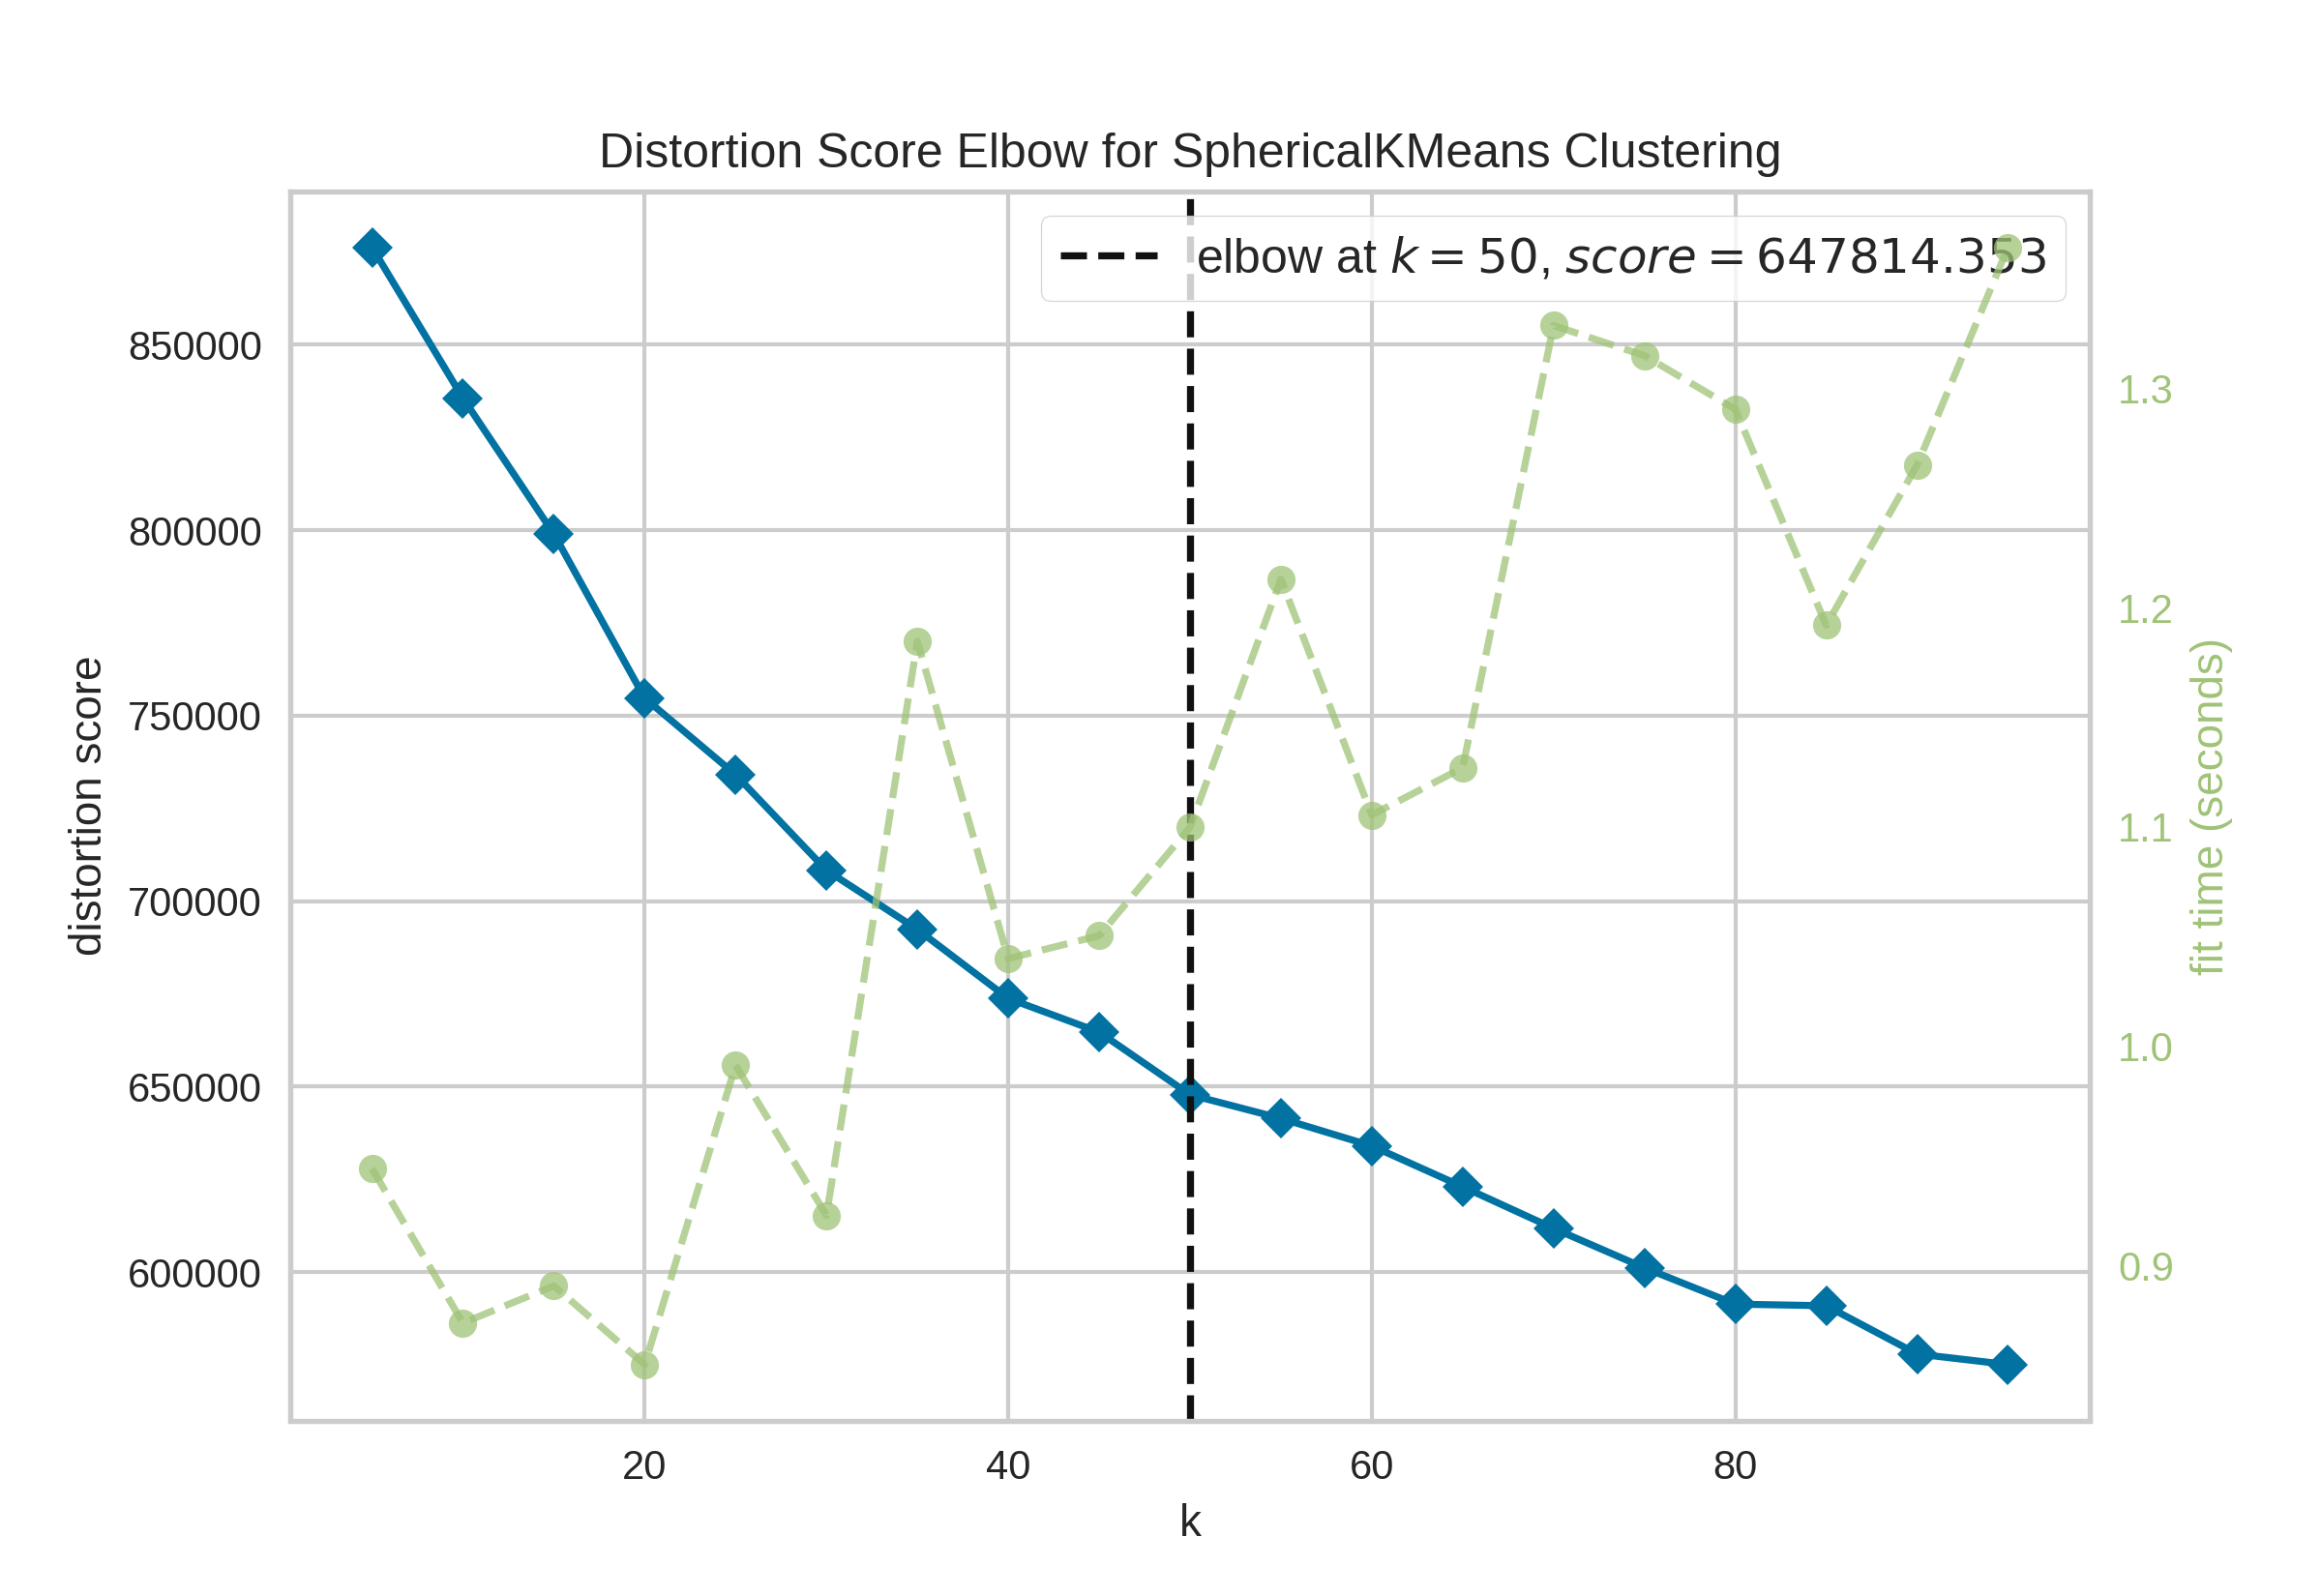 Distortion Score Elbow for SphericalKMeans Clustering
elbow at k = 50, score = 647814.353
distortion score
850000
800000
750000
700000
650000
600000
1.3
1.2
1.1
1.0
0.9
fit time (seconds)
20 40 60 80
k